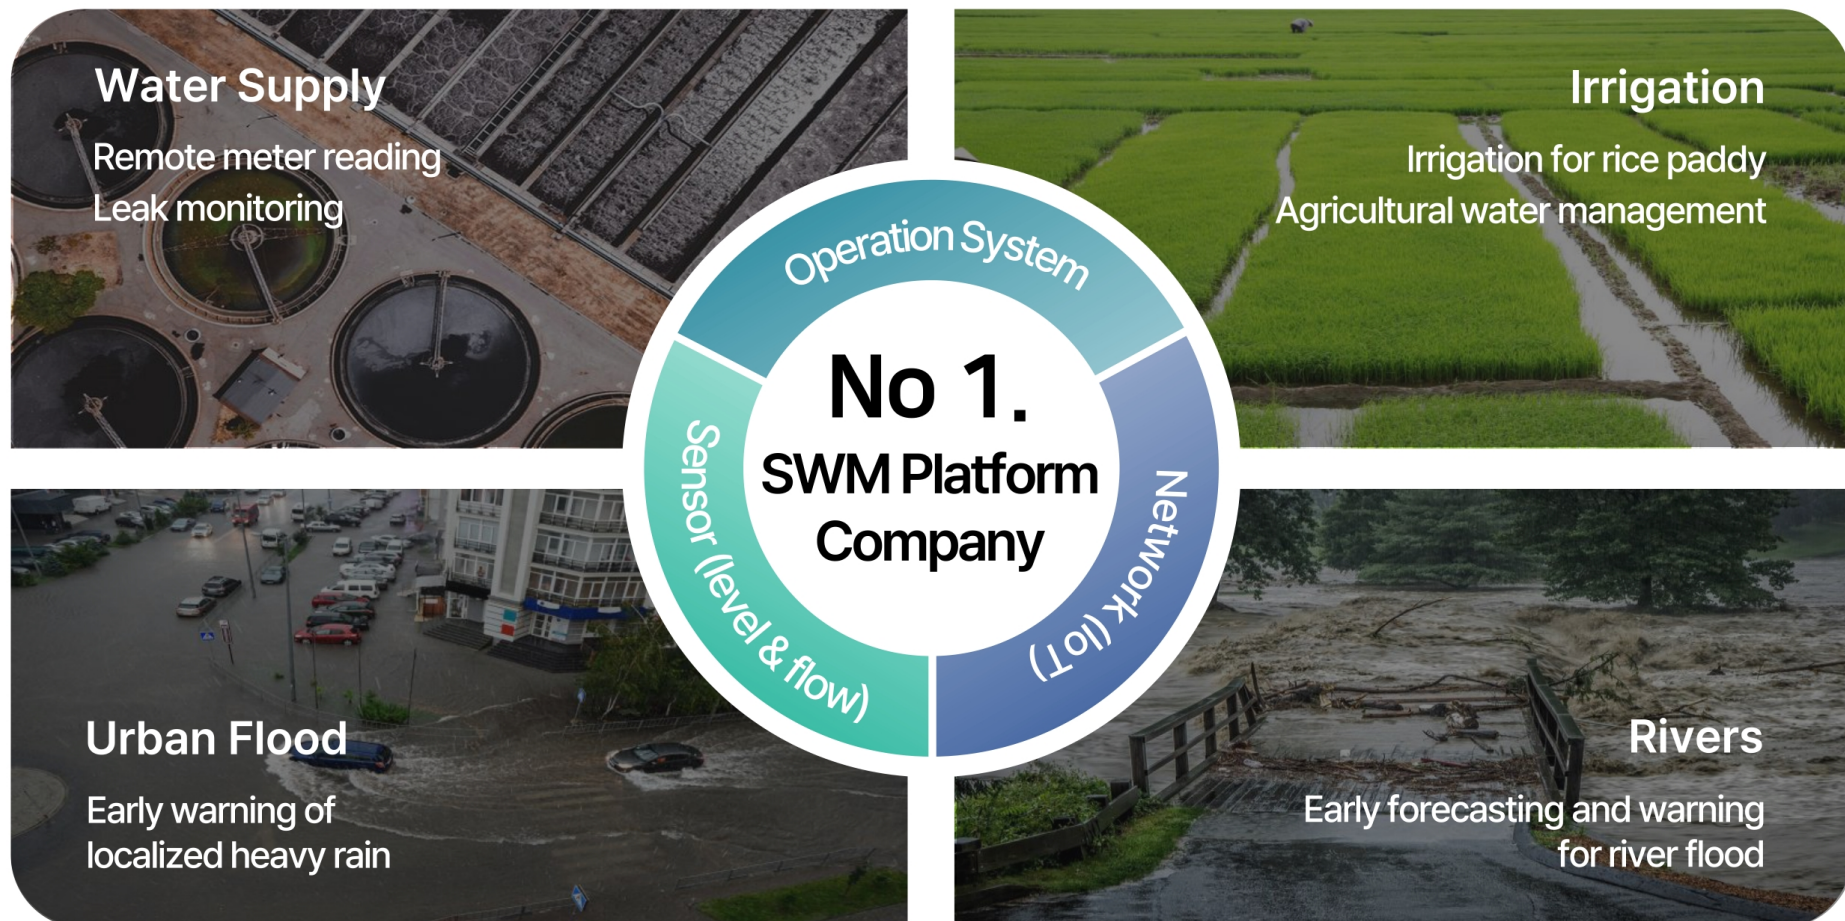 Water Supply
Remote meter reading
Leak monitoring
Irrigation
Irrigation for rice paddy
Agricultural water management
Operation System
Sensor (level & flow)
Network (IoT)
No 1.
SWM Platform
Company
Urban Flood
Early warning of
localized heavy rain
Rivers
Early forecasting and warning
for river flood